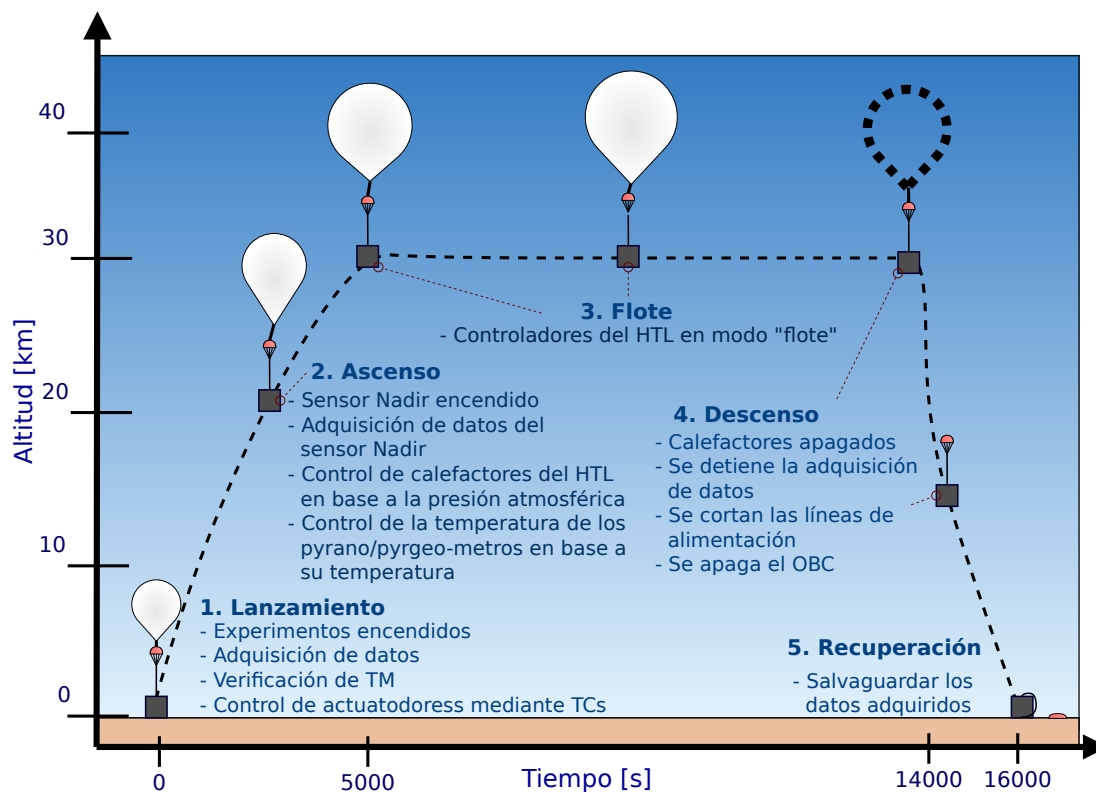 40
30
20
10
0
Altitud [km]
3. Flote
- Controladores del HTL en modo "flote"
2. Ascenso
- Sensor Nadir encendido
- Adquisición de datos del
sensor Nadir
- Control de calefactores del HTL
en base a la presión atmosférica
- Control de la temperatura de los
pyrano/pyrgeo-metros en base a
su temperatura
4. Descenso
- Calefactores apagados
- Se detiene la adquisición
de datos
- Se cortan las líneas de
alimentación
- Se apaga el OBC
1. Lanzamiento
- Experimentos encendidos
- Adquisición de datos
- Verificación de TM
- Control de actuatodoress mediante TCs
5. Recuperación
- Salvaguardar los
datos adquiridos
0
5000
Tiempo [s]
14000
16000